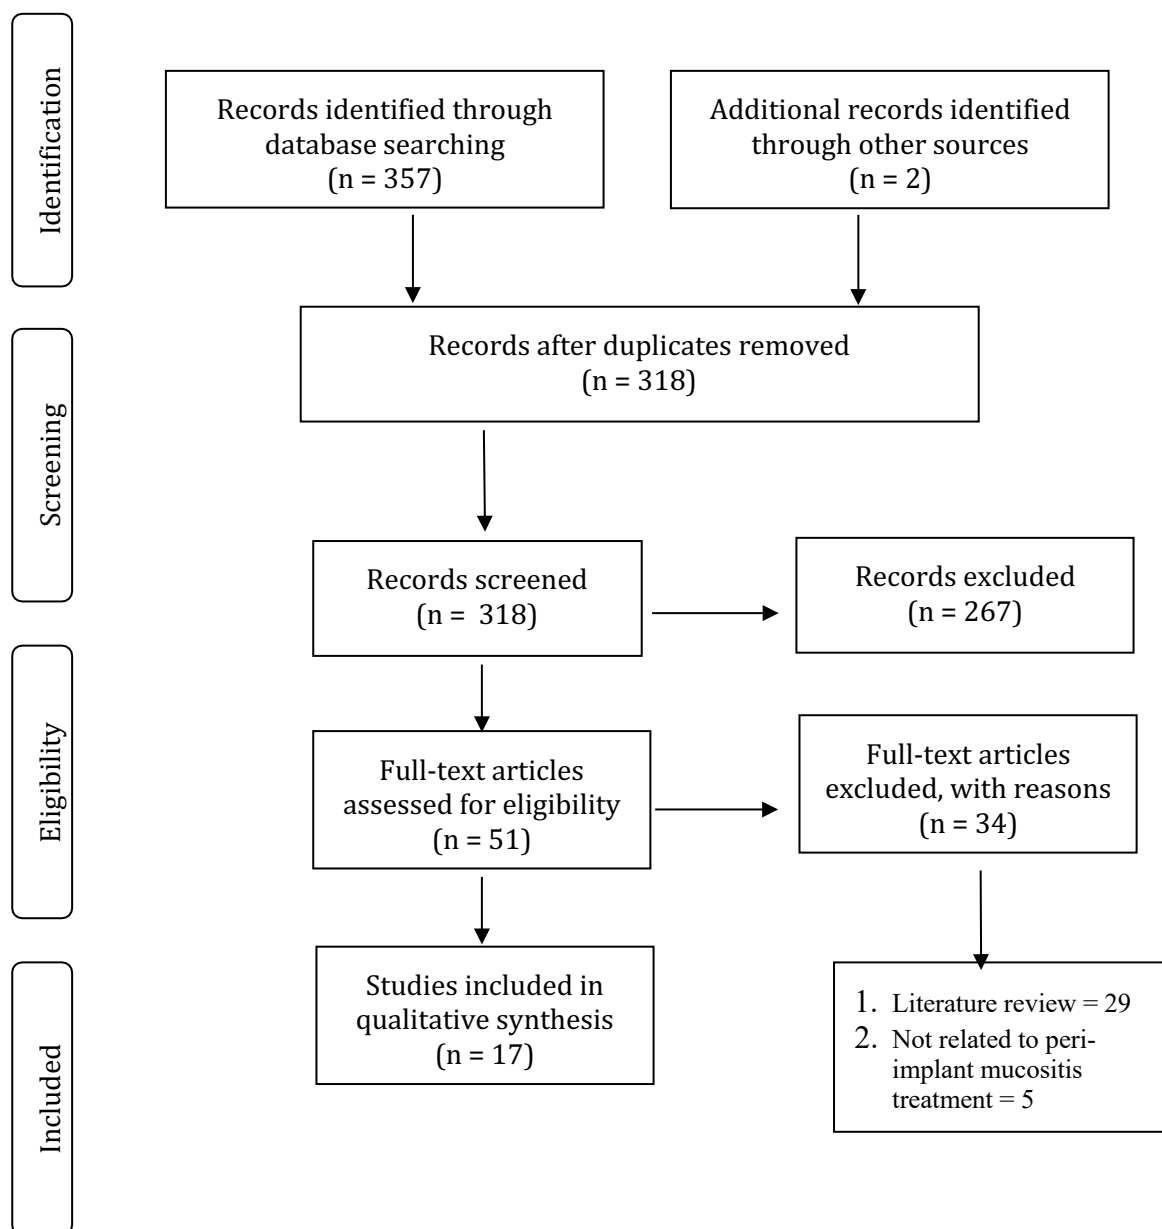 Identification
Records identified through
database searching
(n = 357)
Additional records identified
through other sources
(n = 2)
Records after duplicates removed
(n = 318)
Screening
Records screened
(n =  318)
Records excluded
(n = 267)
Eligibility
Full-text articles
assessed for eligibility
(n = 51)
Full-text articles
excluded, with reasons
(n = 34)
Included
Studies included in
qualitative synthesis
(n = 17)
1. Literature review = 29
2. Not related to peri-
implant mucositis
treatment = 5